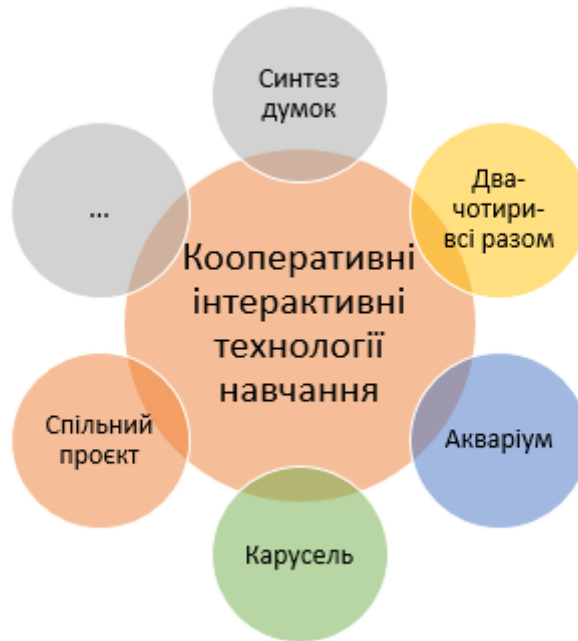 Синтез
думок
Два-
чотири-
всі разом
...
Кооперативні
інтерактивні
технології
навчання
Спільний
проєкт
Акваріум
Карусель